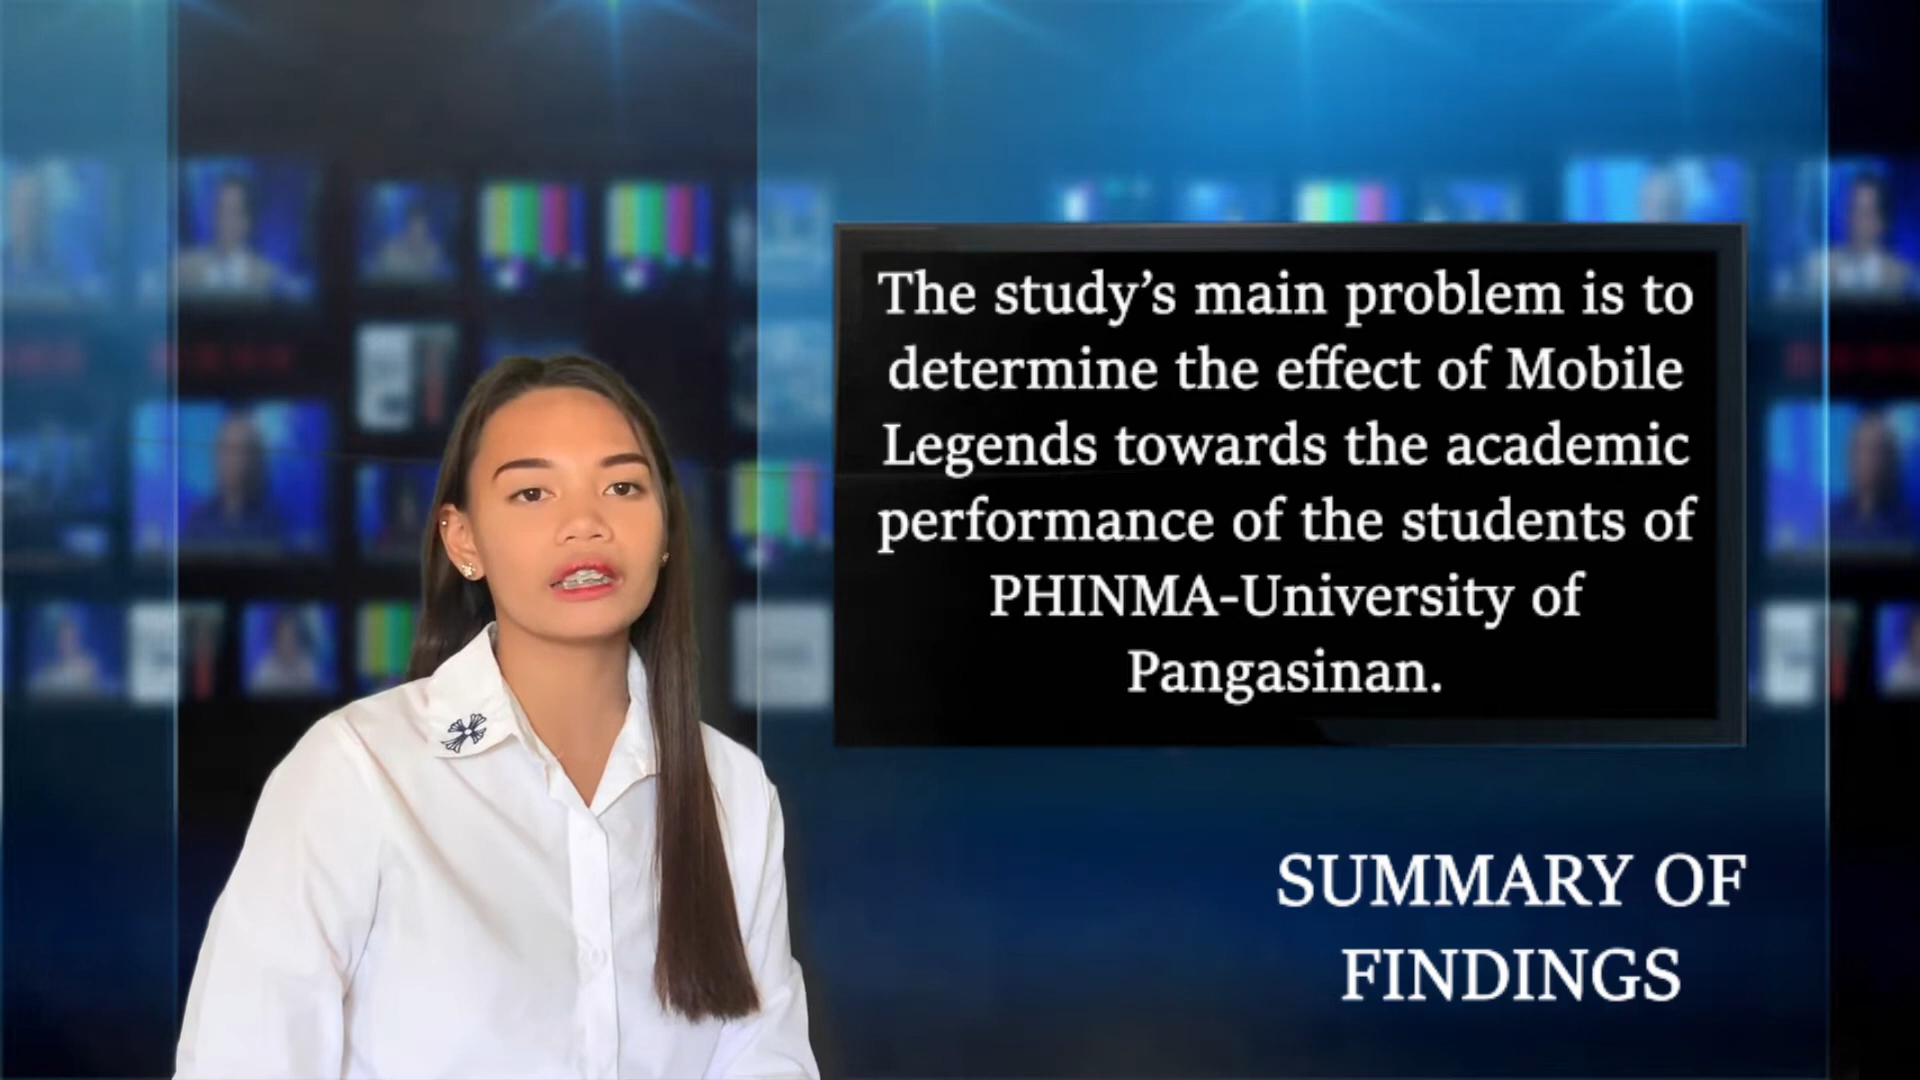 The study’s main problem is to
determine the effect of Mobile
Legends towards the academic
performance of the students of
PHINMA-University of
Pangasinan.
SUMMARY OF
FINDINGS